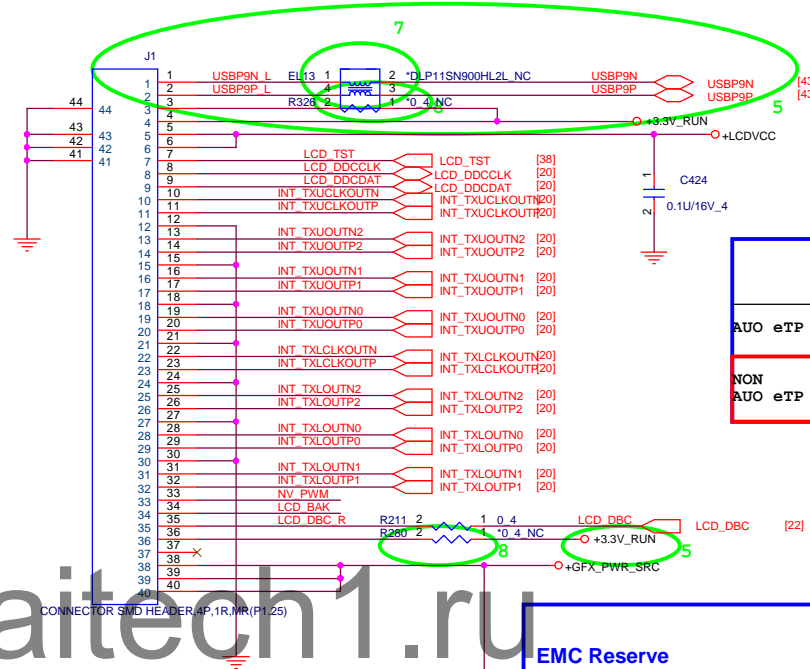 7
J1
1 USBP9N_L EL13 1 2 *DLP11SN900HL2L_NC USBP9N USBP9N [43
2 USBP9P_L 4 3 USBP9P USBP9P [43
3 R326 2 1 *0_4_NC 5
4 +3.3V_RUN
5 +LCDVCC
6
7 LCD_TST LCD_TST [38]
8 LCD_DDCCLK LCD_DDCCLK [20]
9 LCD_DDCDAT LCD_DDCDAT [20]
10 INT_TXUCLKOUTN INT_TXUCLKOUTN [20]
11 INT_TXUCLKOUTP INT_TXUCLKOUTP [20]
12
13 INT_TXUOUTN2 INT_TXUOUTN2 [20]
14 INT_TXUOUTP2 INT_TXUOUTP2 [20]
15
16 INT_TXUOUTN1 INT_TXUOUTN1 [20]
17 INT_TXUOUTP1 INT_TXUOUTP1 [20]
18
19 INT_TXUOUTN0 INT_TXUOUTN0 [20]
20 INT_TXUOUTP0 INT_TXUOUTP0 [20]
21
22 INT_TXLCLKOUTN INT_TXLCLKOUTN [20]
23 INT_TXLCLKOUTP INT_TXLCLKOUTP [20]
24
25 INT_TXLOUTN2 INT_TXLOUTN2 [20]
26 INT_TXLOUTP2 INT_TXLOUTP2 [20]
27
28 INT_TXLOUTN0 INT_TXLOUTN0 [20]
29 INT_TXLOUTP0 INT_TXLOUTP0 [20]
30
31 INT_TXLOUTN1 INT_TXLOUTN1 [20]
32 INT_TXLOUTP1 INT_TXLOUTP1 [20]
33 NV_PWM
34 LCD_BAK
35 LCD_DBC_R R211 2 1 0_4 LCD_DBC LCD_DBC [22]
36 R280 2 1 *0_4_NC +3.3V_RUN
8 5
37
38 +GFX_PWR_SRC
39
40
44 44
43 43
42 42
41 41
1
C424
0.1U/16V_4
2
AUO eTP
NON
AUO eTP
CONNECTOR SMD HEADER,4P,1R,MR(P1.25)
aitech1.ru
EMC Reserve